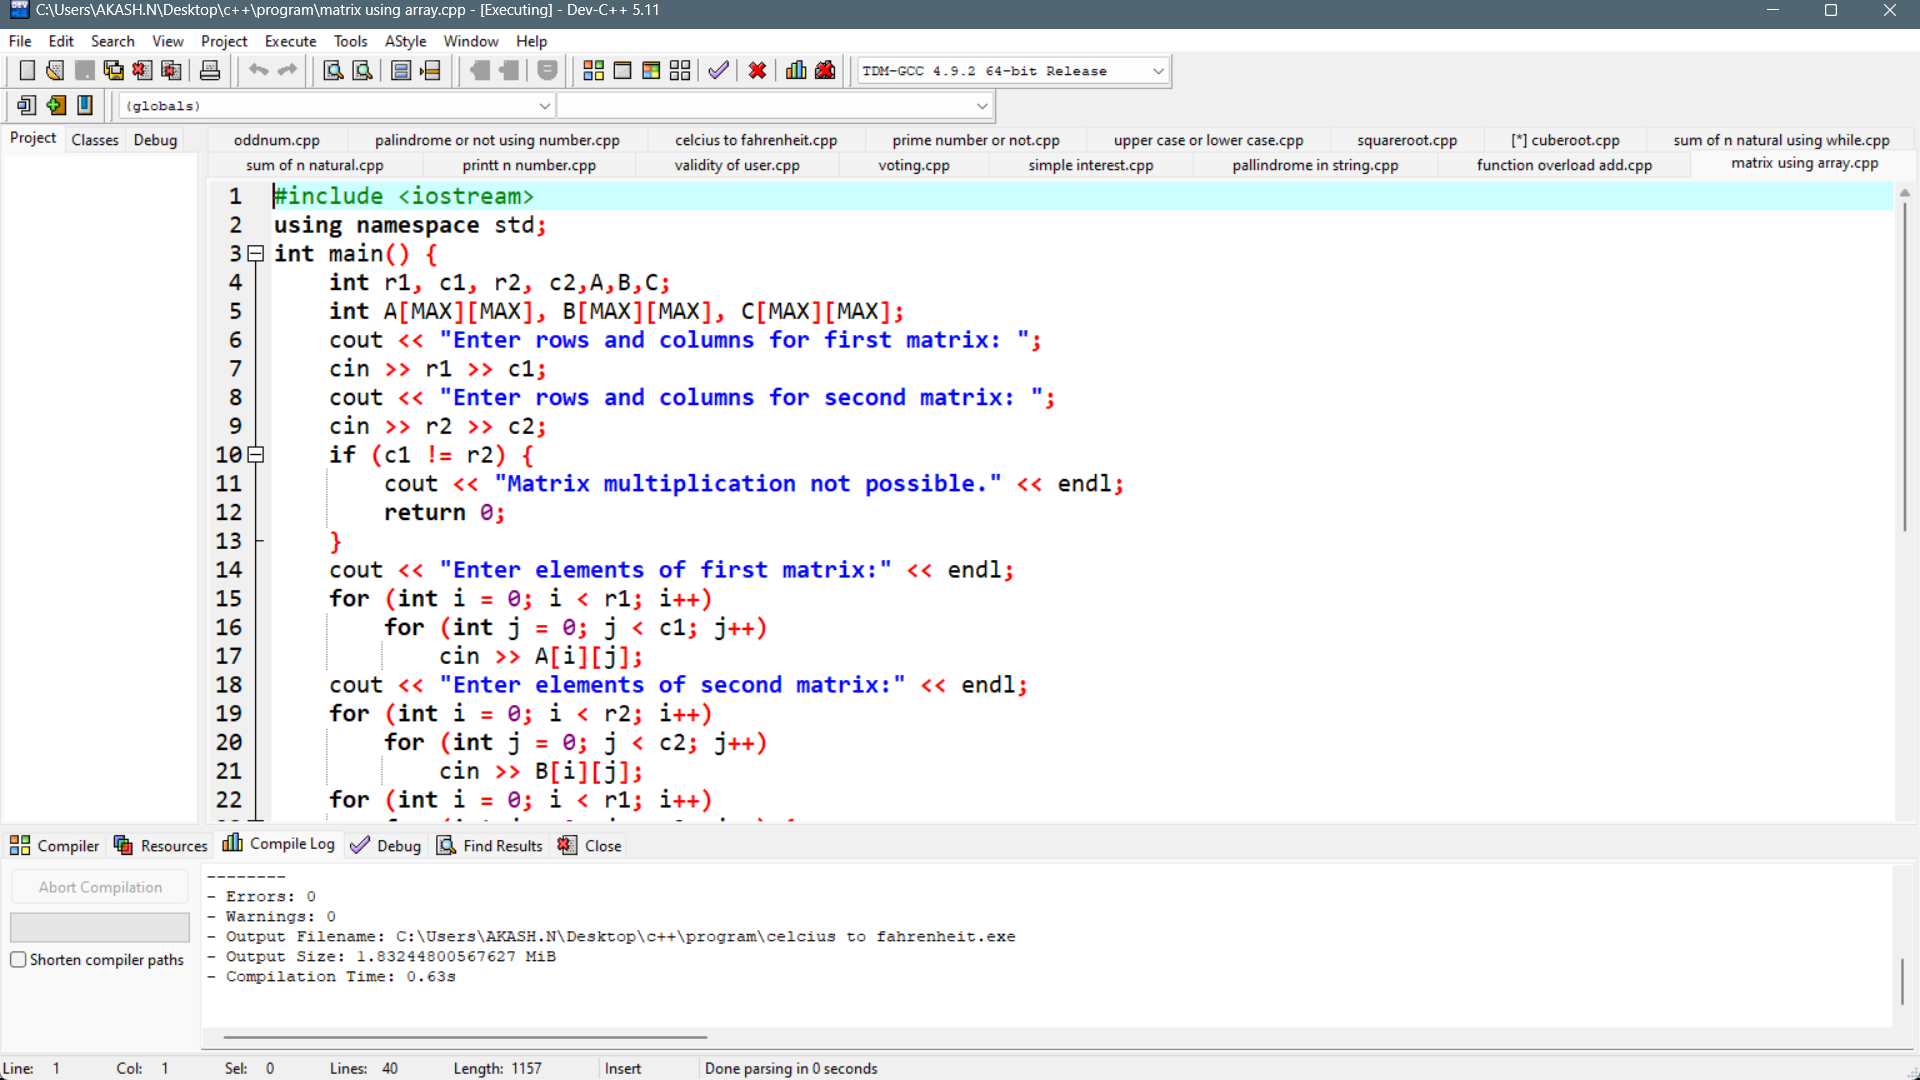 C:\Users\AKASH.N\Desktop\c++\program\matrix using array.cpp - [Executing] - Dev-C++ 5.11
File Edit Search View Project Execute Tools AStyle Window Help
TDM-GCC 4.9.2 64-bit Release
(globals)
Project Classes Debug
oddnum.cpp palindrome or not using number.cpp celcius to fahrenheit.cpp prime number or not.cpp upper case or lower case.cpp squareroot.cpp [*] cuberoot.cpp sum of n natural using while.cpp
sum of n natural.cpp printt n number.cpp validity of user.cpp voting.cpp simple interest.cpp pallindrome in string.cpp function overload add.cpp matrix using array.cpp
1 #include <iostream>
2 using namespace std;
3 int main() {
4 int r1, c1, r2, c2,A,B,C;
5 int A[MAX][MAX], B[MAX][MAX], C[MAX][MAX];
6 cout << "Enter rows and columns for first matrix: ";
7 cin >> r1 >> c1;
8 cout << "Enter rows and columns for second matrix: ";
9 cin >> r2 >> c2;
10 if (c1 != r2) {
11 cout << "Matrix multiplication not possible." << endl;
12 return 0;
13 }
14 cout << "Enter elements of first matrix:" << endl;
15 for (int i = 0; i < r1; i++)
16 for (int j = 0; j < c1; j++)
17 cin >> A[i][j];
18 cout << "Enter elements of second matrix:" << endl;
19 for (int i = 0; i < r2; i++)
20 for (int j = 0; j < c2; j++)
21 cin >> B[i][j];
22 for (int i = 0; i < r1; i++)
Compiler Resources Compile Log Debug Find Results Close
Abort Compilation
Shorten compiler paths
--------
- Errors: 0
- Warnings: 0
- Output Filename: C:\Users\AKASH.N\Desktop\c++\program\celcius to fahrenheit.exe
- Output Size: 1.83244800567627 MiB
- Compilation Time: 0.63s
Line: 1 Col: 1 Sel: 0 Lines: 40 Length: 1157 Insert Done parsing in 0 seconds